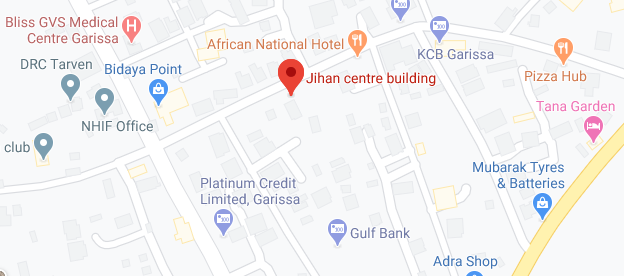 Bliss GVS Medical
Centre Garissa
African National Hotel
KCB Garissa
DRC Tarven
Bidaya Point
Jihan centre building
Pizza Hub
NHIF Office
Tana Garden
club
Mubarak Tyres
& Batteries
Platinum Credit
Limited, Garissa
Gulf Bank
Adra Shop